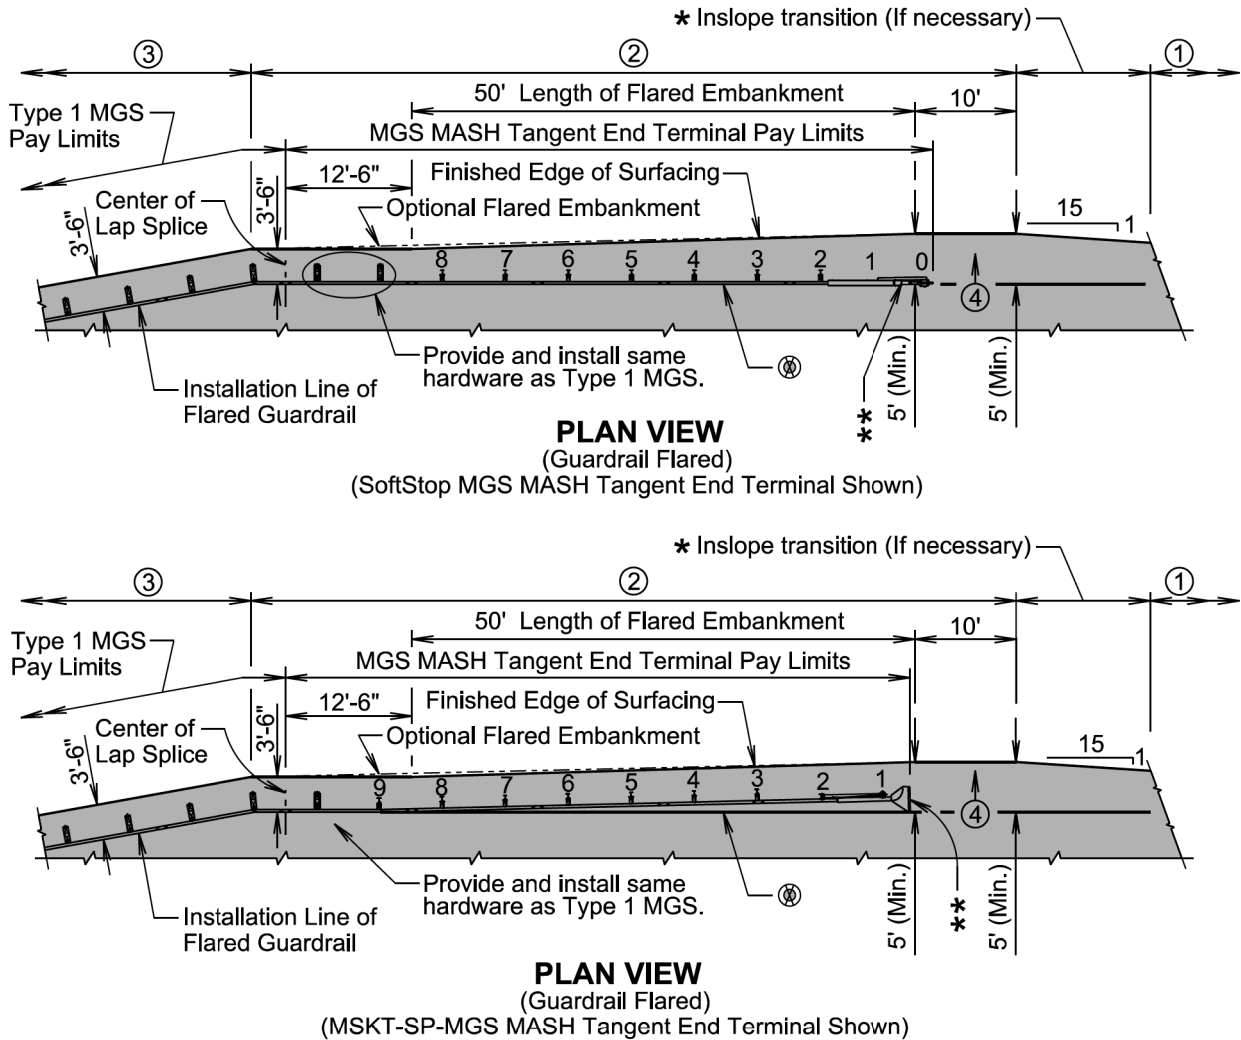 * Inslope transition (If necessary)
③ ② ①
50' Length of Flared Embankment 10'
Type 1 MGS
Pay Limits
MGS MASH Tangent End Terminal Pay Limits
12'-6" Finished Edge of Surfacing
Center of
Lap Splice
3'-6"
3'-6"
Optional Flared Embankment
15
1
8 7 6 5 4 3 2 1 0
④
Provide and install same
hardware as Type 1 MGS.
Installation Line of
Flared Guardrail
**
5' (Min.)
5' (Min.)
PLAN VIEW
(Guardrail Flared)
(SoftStop MGS MASH Tangent End Terminal Shown)
* Inslope transition (If necessary)
③ ② ①
50' Length of Flared Embankment 10'
Type 1 MGS
Pay Limits
MGS MASH Tangent End Terminal Pay Limits
12'-6" Finished Edge of Surfacing
Center of
Lap Splice
3'-6"
3'-6"
Optional Flared Embankment
15
1
9 8 7 6 5 4 3 2 1
④
Provide and install same
hardware as Type 1 MGS.
Installation Line of
Flared Guardrail
5' (Min.)
**
5' (Min.)
PLAN VIEW
(Guardrail Flared)
(MSKT-SP-MGS MASH Tangent End Terminal Shown)